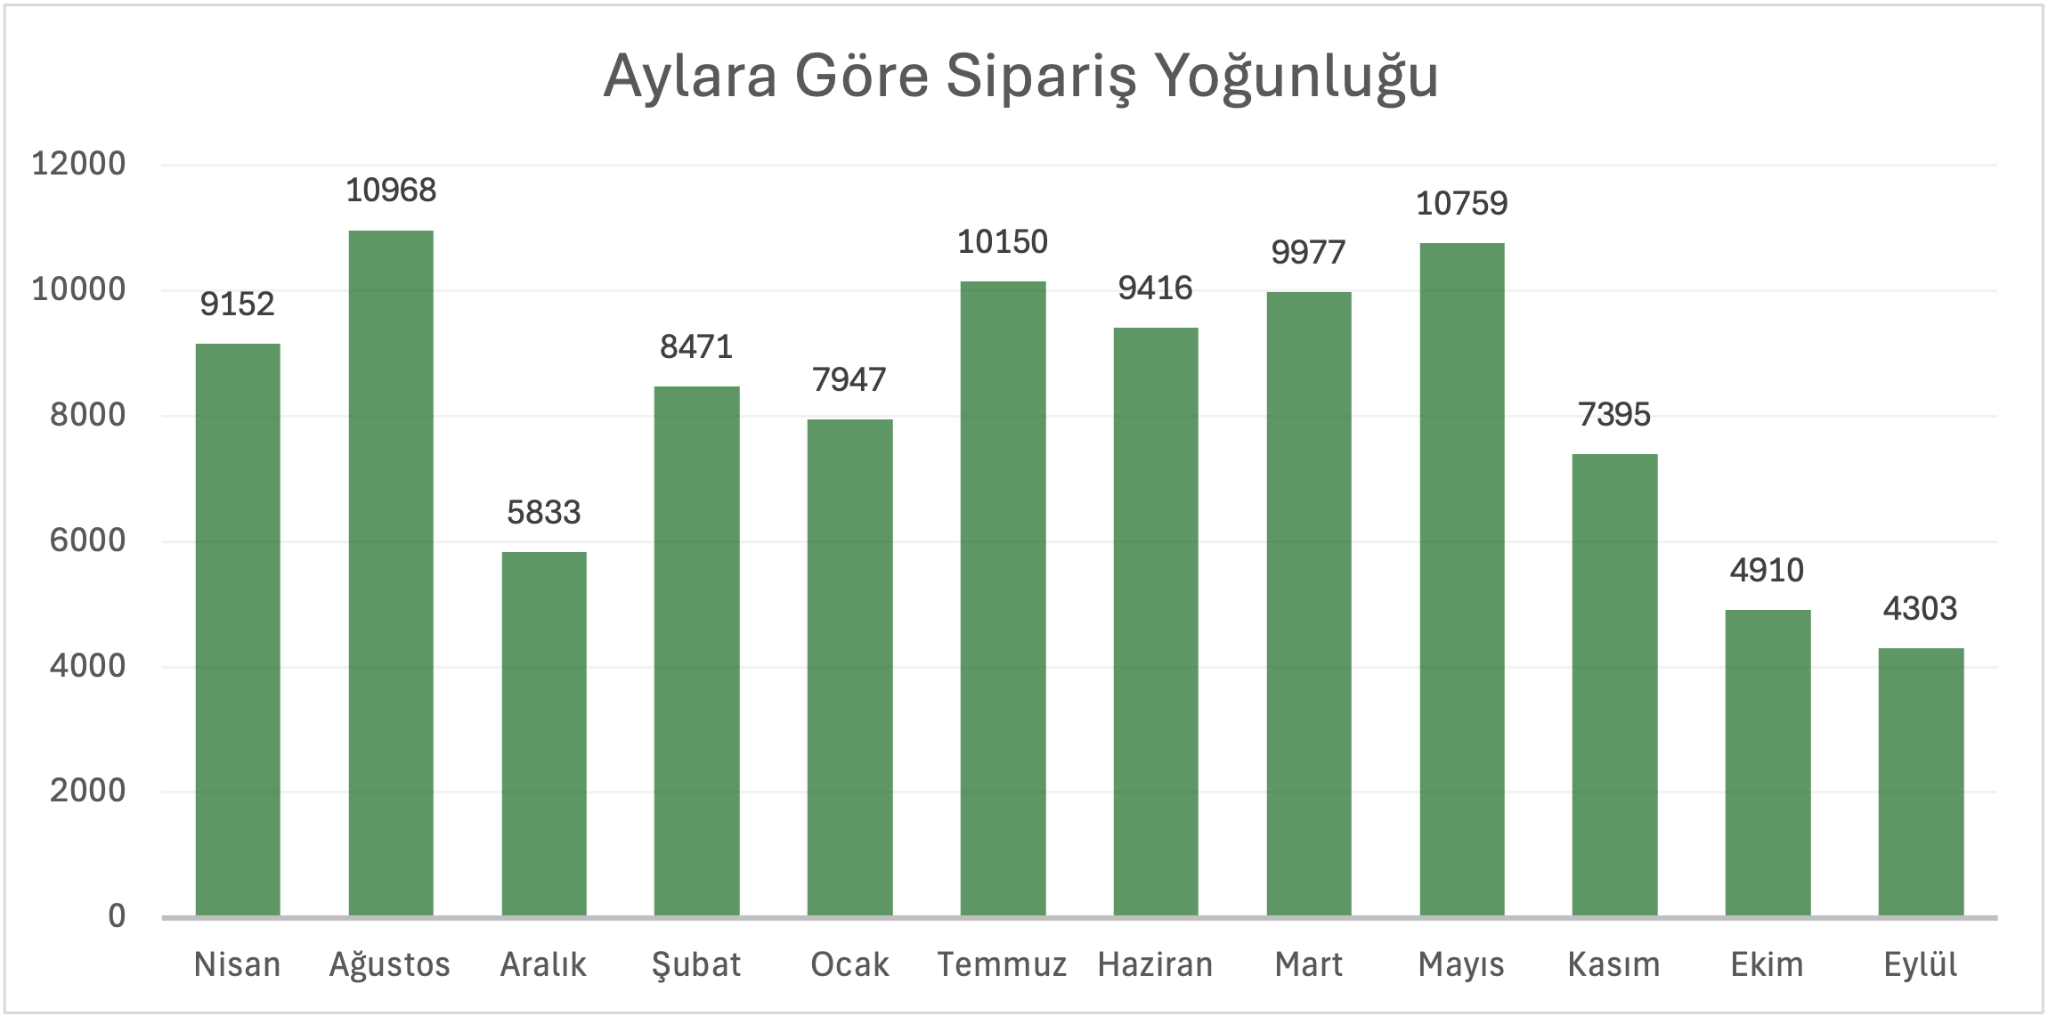 Aylara Göre Sipariş Yoğunluğu
12000
10000
8000
6000
4000
2000
0
9152
10968
5833
8471
7947
10150
9416
9977
10759
7395
4910
4303
Nisan
Ağustos
Aralık
Şubat
Ocak
Temmuz
Haziran
Mart
Mayıs
Kasım
Ekim
Eylül